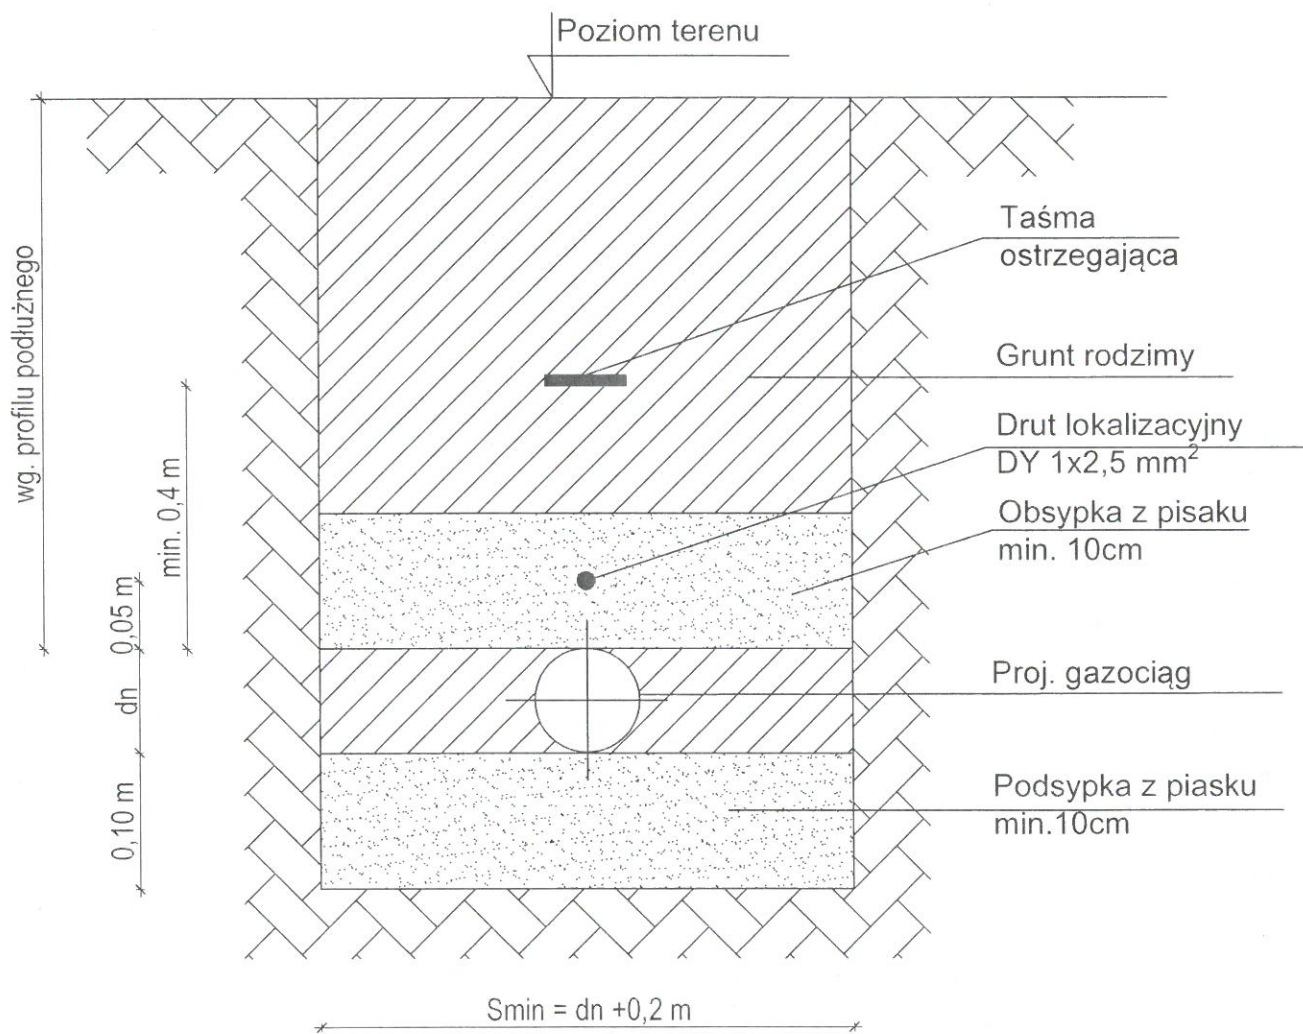 Poziom terenu
Taśma
ostrzegająca
Grunt rodzimy
Drut lokalizacyjny
DY 1x2,5 mm²
Obsypka z pisaku
min. 10cm
Proj. gazociąg
Podsypka z piasku
min.10cm
wg. profilu podłużnego
min. 0,4 m
0,05 m
dn
0,10 m
Smin = dn +0,2 m